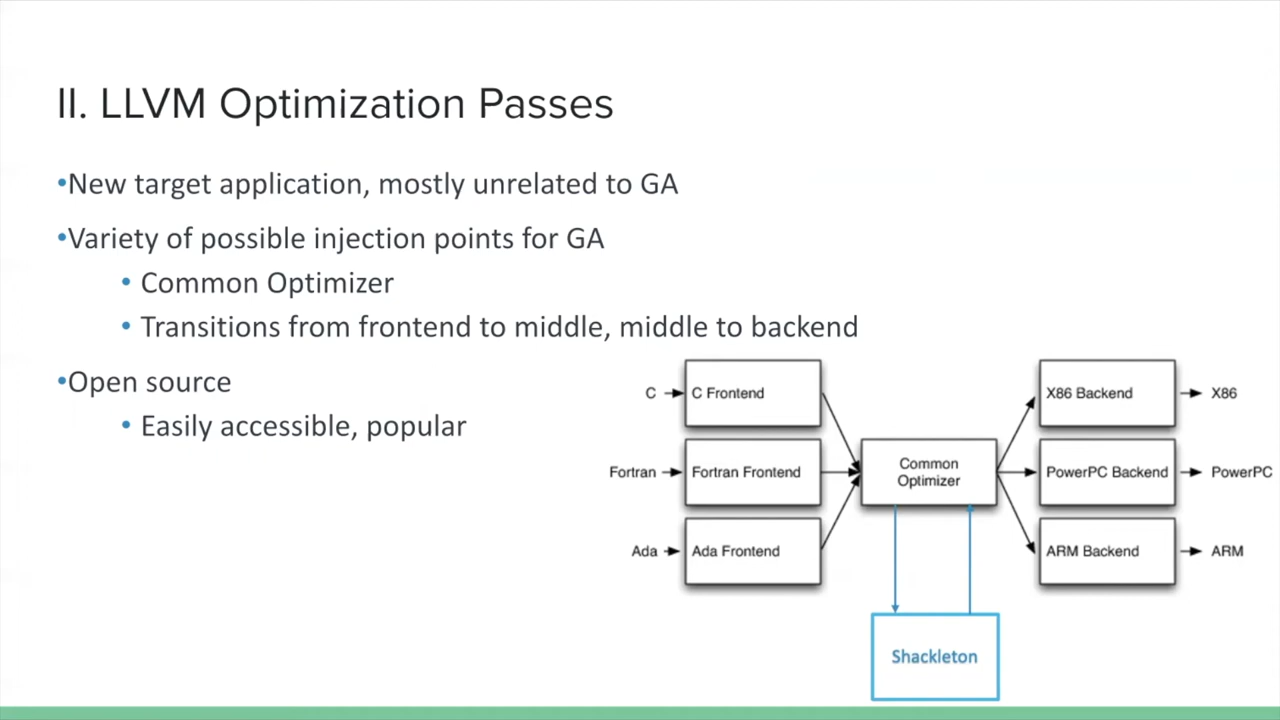 II. LLVM Optimization Passes
•New target application, mostly unrelated to GA
•Variety of possible injection points for GA
• Common Optimizer
• Transitions from frontend to middle, middle to backend
•Open source
• Easily accessible, popular
C
C Frontend
Fortran
Fortran Frontend
Ada
Ada Frontend
Common
Optimizer
X86 Backend
X86
PowerPC Backend
PowerPC
ARM Backend
ARM
Shackleton